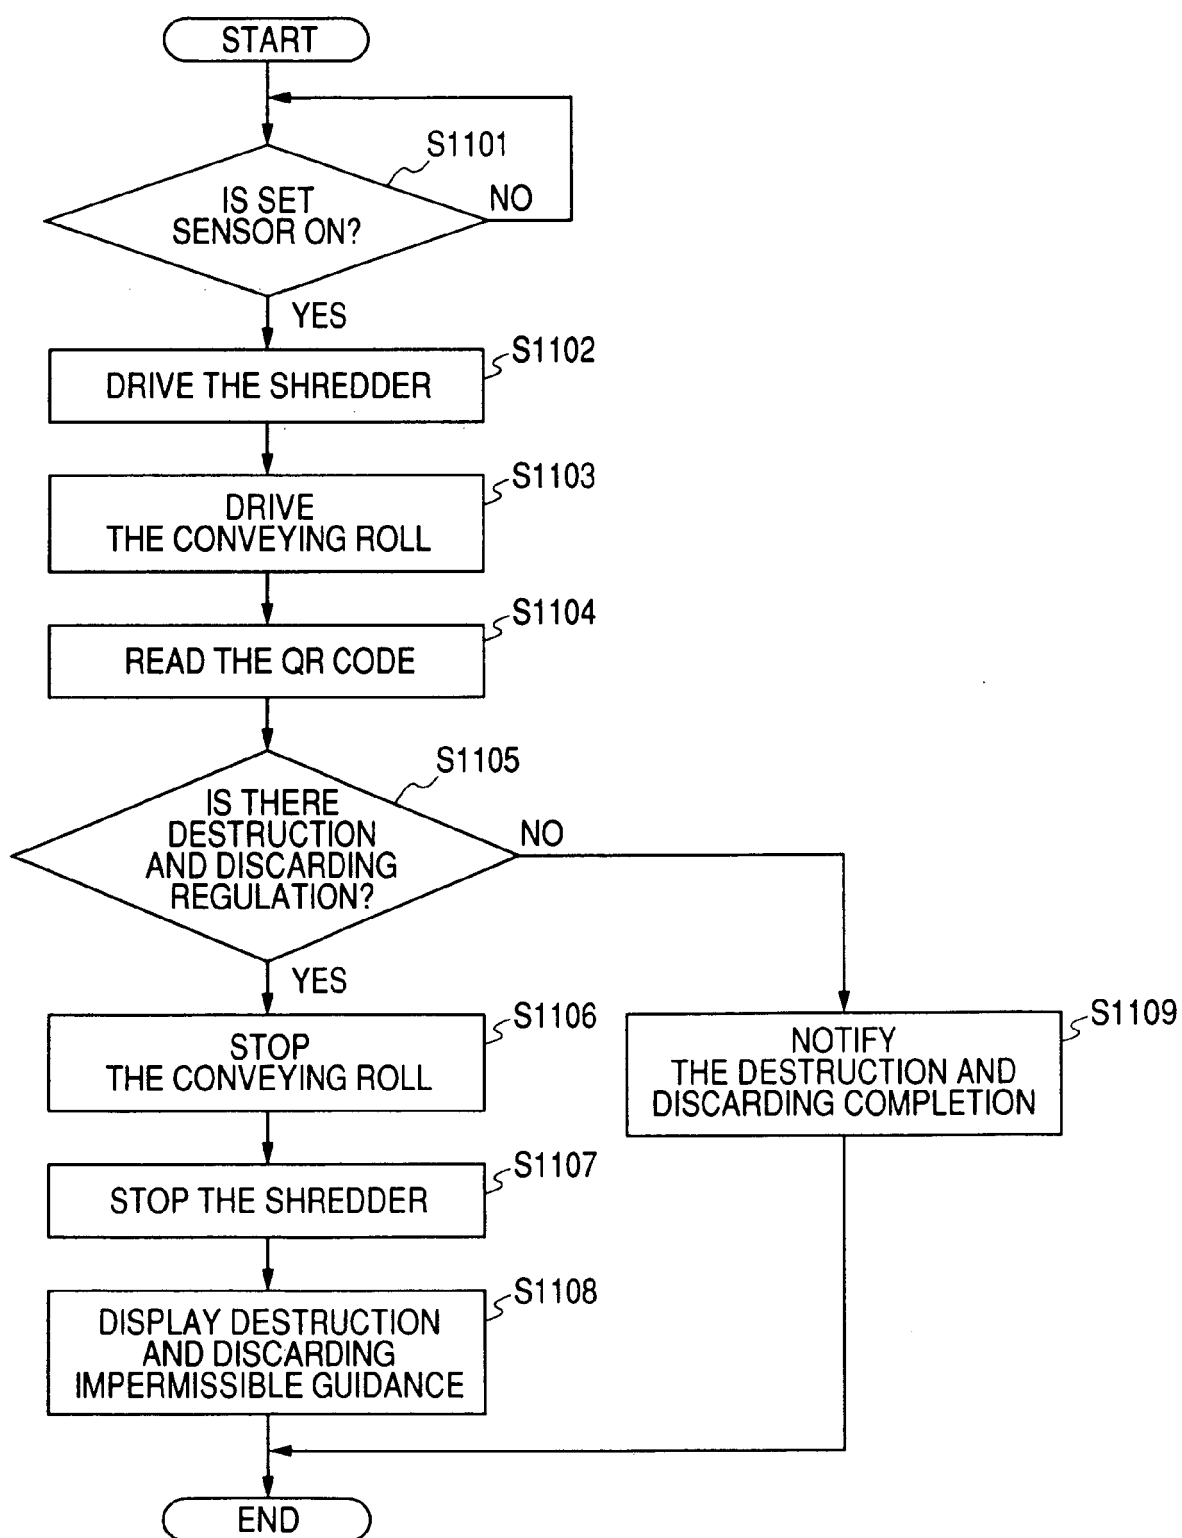 START
S1101
IS SET
SENSOR ON?
NO
YES
S1102
DRIVE THE SHREDDER
S1103
DRIVE
THE CONVEYING ROLL
S1104
READ THE QR CODE
S1105
IS THERE
DESTRUCTION
AND DISCARDING
REGULATION?
NO
YES
S1106
STOP
THE CONVEYING ROLL
S1109
NOTIFY
THE DESTRUCTION AND
DISCARDING COMPLETION
S1107
STOP THE SHREDDER
S1108
DISPLAY DESTRUCTION
AND DISCARDING
IMPERMISSIBLE GUIDANCE
END